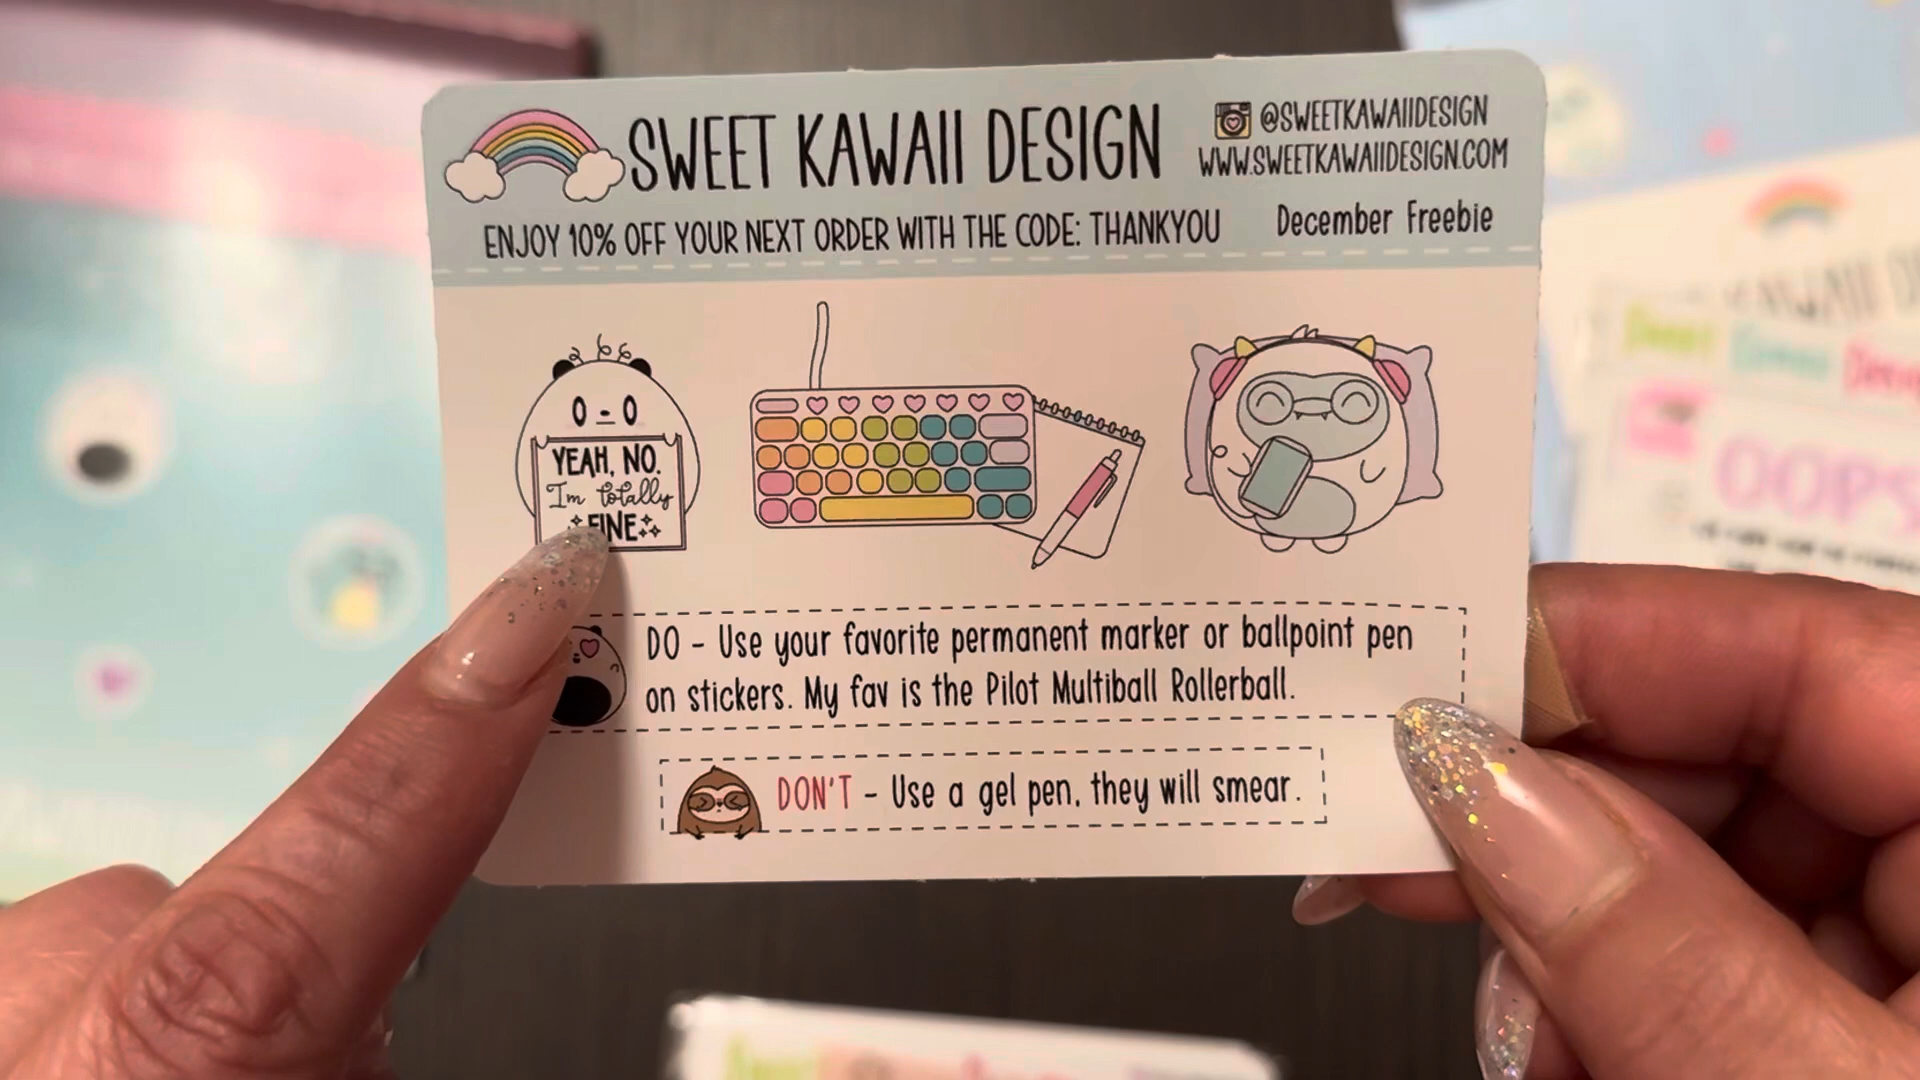 SWEET KAWAII DESIGN
@SWEETKAWAIIDESIGN
WWW.SWEETKAWAIIDESIGN.COM
ENJOY 10% OFF YOUR NEXT ORDER WITH THE CODE: THANKYOU
December Freebie
YEAH, NO.
I'm totally
FINE
DO - Use your favorite permanent marker or ballpoint pen
on stickers. My fav is the Pilot Multiball Rollerball.
DON'T - Use a gel pen, they will smear.
OOPS